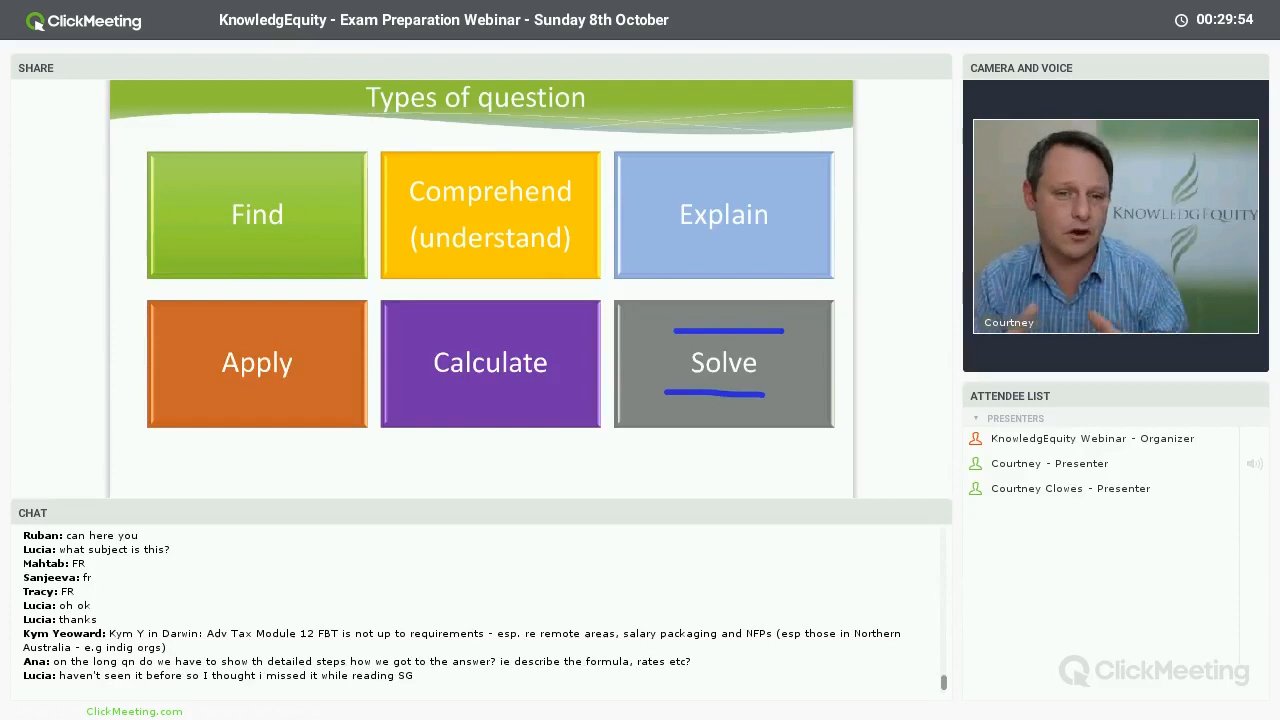 ClickMeeting
KnowledgEquity - Exam Preparation Webinar - Sunday 8th October
00:29:54
SHARE
Types of question
Find
Comprehend
(understand)
Explain
Apply
Calculate
Solve
CAMERA AND VOICE
KNOWLEDGEQUITY
Courtney
ATTENDEE LIST
PRESENTERS
KnowledgEquity Webinar - Organizer
Courtney - Presenter
Courtney Clowes - Presenter
CHAT
Ruban: can here you
Lucia: what subject is this?
Mahtab: FR
Sanjeeva: fr
Tracy: FR
Lucia: oh ok
Lucia: thanks
Kym Yeoward: Kym Y in Darwin: Adv Tax Module 12 FBT is not up to requirements - esp. re remote areas, salary packaging and NFPs (esp those in Northern
Australia - e.g indig orgs)
Ana: on the long qn do we have to show th detailed steps how we got to the answer? ie describe the formula, rates etc?
Lucia: haven't seen it before so I thought i missed it while reading SG
ClickMeeting
ClickMeeting.com